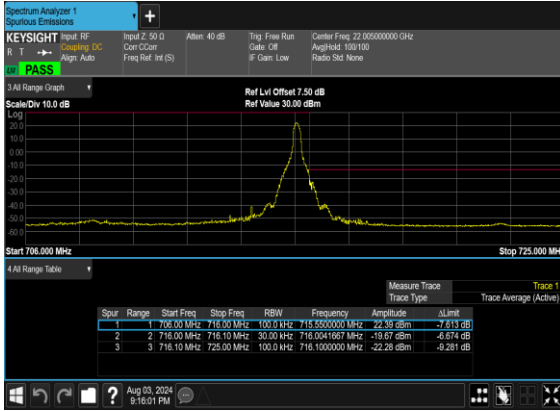 Spectrum Analyzer 1
Spurious Emissions
+
KEYSIGHT Input: RF Input Z: 50 Ω Atten: 40 dB Trig: Free Run Center Freq: 22.005000000 GHz
R T Coupling: DC Corr CCorr Gate: Off Avg|Hold: 100/100
Align: Auto Freq Ref: Int (S) IF Gain: Low Radio Std: None
PASS
3 All Range Graph Ref Lvl Offset 7.50 dB
Scale/Div 10.0 dB Ref Value 30.00 dBm
Log
20.0
10.0
0.00
-10.0
-20.0
-30.0
-40.0
-50.0
-60.0
Start 706.000 MHz Stop 725.000 MH
4 All Range Table
Measure Trace Trace 1
Trace Type Trace Average (Active)
Spur Range Start Freq Stop Freq RBW Frequency Amplitude ΔLimit
1 1 706.00 MHz 716.00 MHz 100.0 kHz 715.5500000 MHz 22.39 dBm -7.613 dB
2 2 716.00 MHz 716.10 MHz 30.00 kHz 716.0041667 MHz -19.67 dBm -6.674 dB
3 3 716.10 MHz 725.00 MHz 100.0 kHz 716.1000000 MHz -22.28 dBm -9.281 dB
? Aug 03, 2024
9:16:01 PM